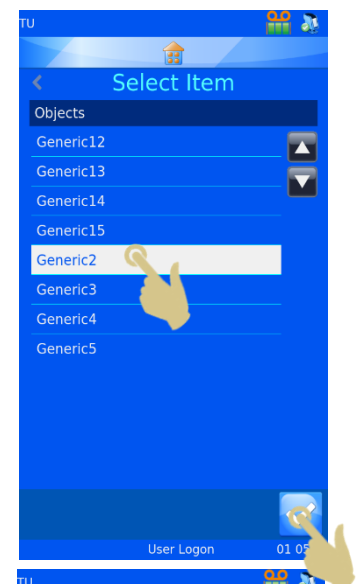 TU
Select Item
Objects
Generic12
Generic13
Generic14
Generic15
Generic2
Generic3
Generic4
Generic5
User Logon 01 05
TU